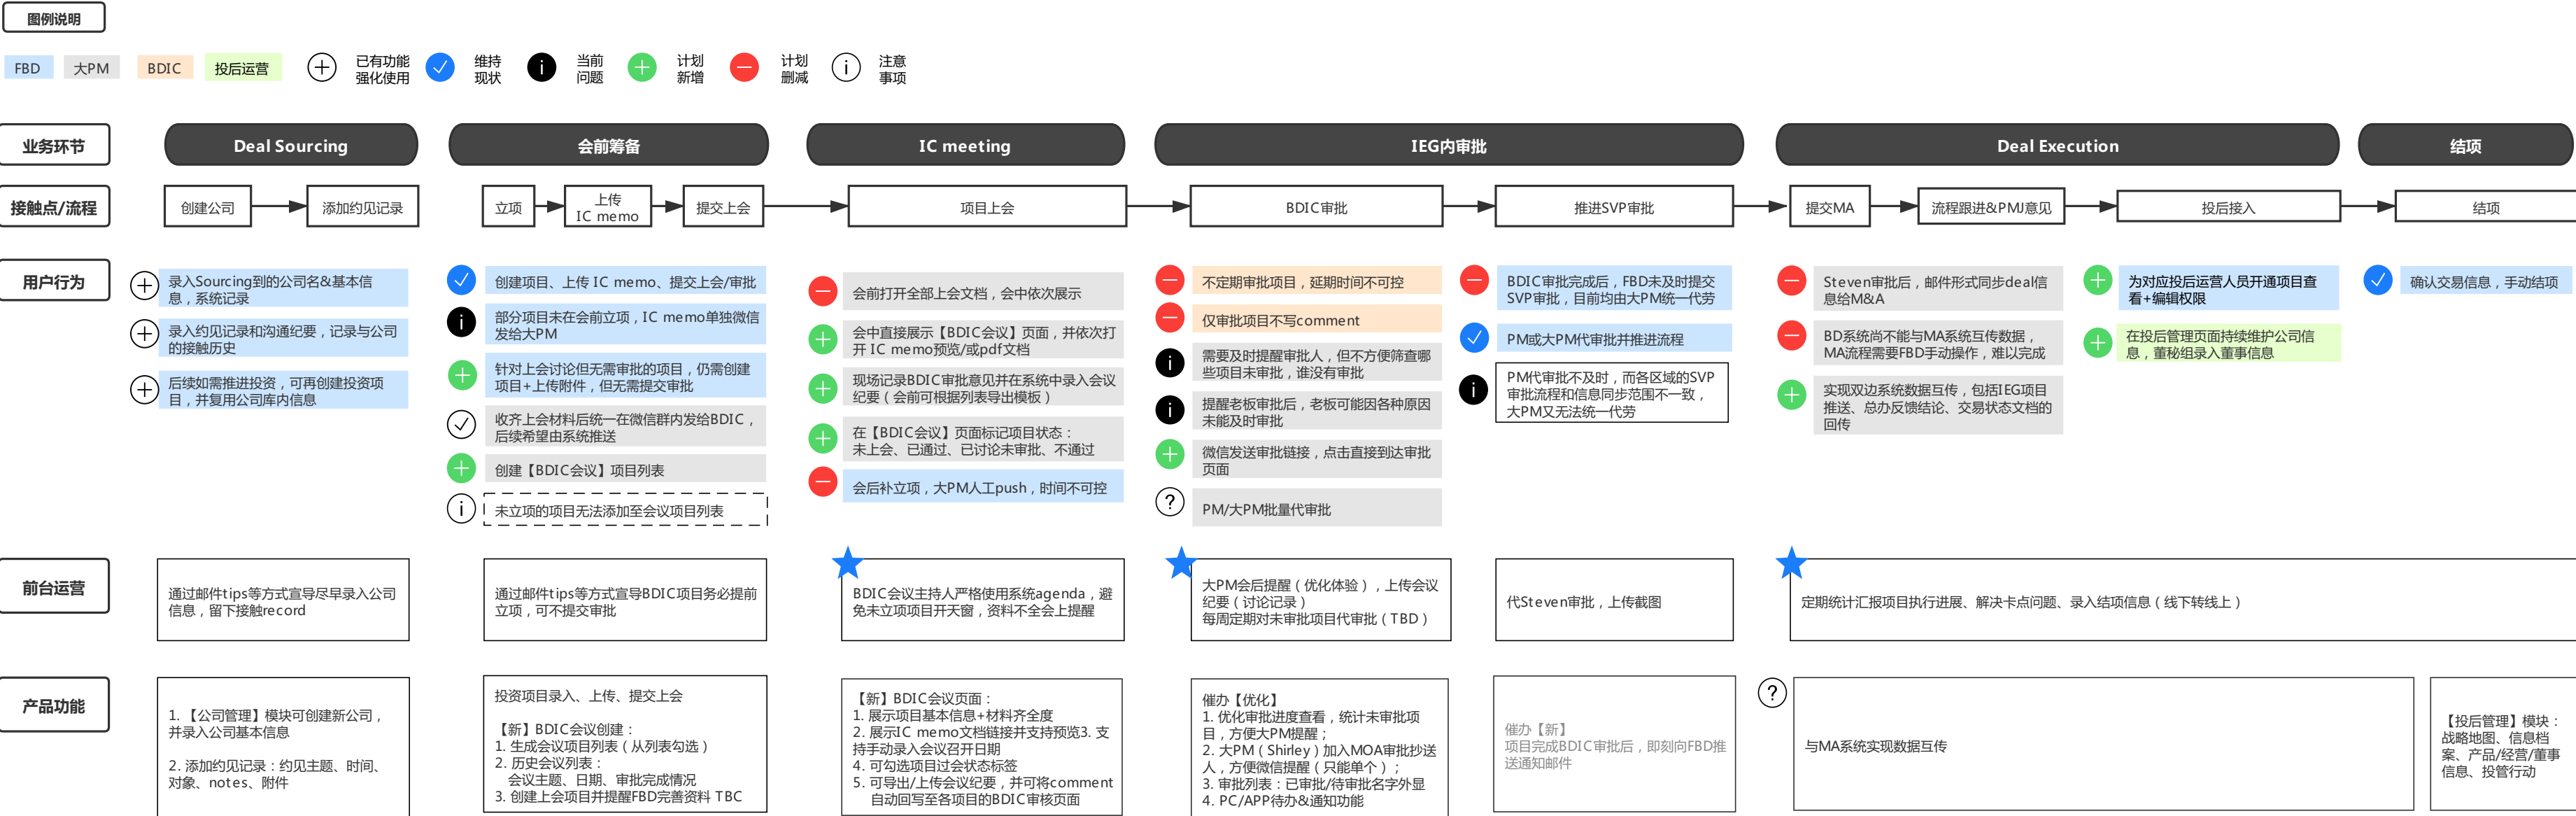 图例说明
FBD
大PM
BDIC
投后运营
已有功能
强化使用
维持
现状
当前
问题
计划
新增
计划
删减
注意
事项
业务环节
Deal Sourcing
会前筹备
IC meeting
IEG内审批
Deal Execution
结项
接触点/流程
创建公司
添加约见记录
立项
上传
IC memo
提交上会
项目上会
BDIC审批
推进SVP审批
提交MA
流程跟进&PMJ意见
投后接入
结项
用户行为
录入Sourcing到的公司名&基本信
息，系统记录
录入约见记录和沟通纪要，记录与公司
的接触历史
后续如需推进投资，可再创建投资项
目，并复用公司库内信息
创建项目、上传 IC memo、提交上会/审批
部分项目未在会前立项，IC memo单独微信
发给大PM
针对上会讨论但无需审批的项目，仍需创建
项目+上传附件，但无需提交审批
收齐上会材料后统一在微信群内发给BDIC，
后续希望由系统推送
创建【BDIC会议】项目列表
未立项的项目无法添加至会议项目列表
会前打开全部上会文档，会中依次展示
会中直接展示【BDIC会议】页面，并依次打
开 IC memo预览/或pdf文档
现场记录BDIC审批意见并在系统中录入会议
纪要（会前可根据列表导出模板）
在【BDIC会议】页面标记项目状态：
未上会、已通过、已讨论未审批、不通过
会后补立项，大PM人工push，时间不可控
不定期审批项目，延期时间不可控
仅审批项目不写comment
需要及时提醒审批人，但不方便筛查哪
些项目未审批，谁没有审批
提醒老板审批后，老板可能因各种原因
未能及时审批
微信发送审批链接，点击直接到达审批
页面
PM/大PM批量代审批
BDIC审批完成后，FBD未及时提交
SVP审批，目前均由大PM统一代劳
PM或大PM代审批并推进流程
PM代审批不及时，而各区域的SVP
审批流程和信息同步范围不一致，
大PM又无法统一代劳
Steven审批后，邮件形式同步deal信
息给M&A
BD系统尚不能与MA系统互传数据，
MA流程需要FBD手动操作，难以完成
实现双边系统数据互传，包括IEG项目
推送、总办反馈结论、交易状态文档的
回传
为对应投后运营人员开通项目查
看+编辑权限
在投后管理页面持续维护公司信
息，董秘组录入董事信息
确认交易信息，手动结项
前台运营
通过邮件tips等方式宣导尽早录入公司
信息，留下接触record
通过邮件tips等方式宣导BDIC项目务必提前
立项，可不提交审批
BDIC会议主持人严格使用系统agenda，避
免未立项项目开天窗，资料不全会上提醒
大PM会后提醒（优化体验），上传会议
纪要（讨论记录）
每周定期对未审批项目代审批（TBD）
代Steven审批，上传截图
定期统计汇报项目执行进展、解决卡点问题、录入结项信息（线下转线上）
产品功能
1. 【公司管理】模块可创建新公司，
并录入公司基本信息
2. 添加约见记录：约见主题、时间、
对象、notes、附件
投资项目录入、上传、提交上会
【新】BDIC会议创建：
1. 生成会议项目列表（从列表勾选）
2. 历史会议列表：
会议主题、日期、审批完成情况
3. 创建上会项目并提醒FBD完善资料 TBC
【新】BDIC会议页面：
1. 展示项目基本信息+材料齐全度
2. 展示IC memo文档链接并支持预览3. 支
持手动录入会议召开日期
4. 可勾选项目过会状态标签
5. 可导出/上传会议纪要，并可将comment
自动回写至各项目的BDIC审核页面
催办【优化】
1. 优化审批进度查看，统计未审批项
目，方便大PM提醒；
2. 大PM（Shirley）加入MOA审批抄送
人，方便微信提醒（只能单个）；
3. 审批列表：已审批/待审批名字外显
4. PC/APP待办&通知功能
催办【新】
项目完成BDIC审批后，即刻向FBD推
送通知邮件
与MA系统实现数据互传
【投后管理】模块：
战略地图、信息档
案、产品/经营/董事
信息、投管行动